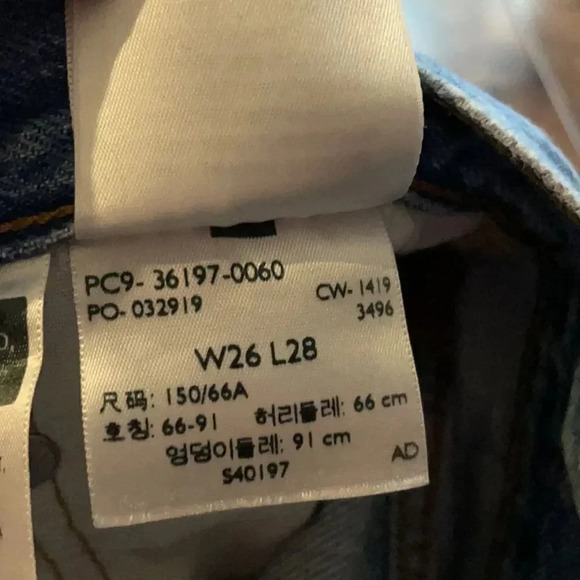 PC9- 36197-0060
PO- 032919
CW- 1419
3496
W26 L28
尺码: 150/66A
호칭: 66-91 허리둘레: 66 cm
엉덩이둘레: 91 cm
S40197
AD